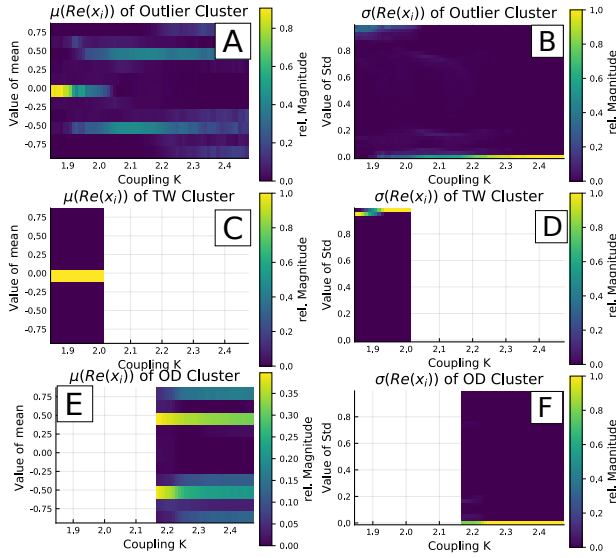 μ(Re(x_i)) of Outlier Cluster
A
Value of mean
0.75
0.50
0.25
0.00
-0.25
-0.50
-0.75
1.9 2.0 2.1 2.2 2.3 2.4
Coupling K
0.8
0.6
0.4
0.2
0.0
rel. Magnitude
σ(Re(x_i)) of Outlier Cluster
B
Value of Std
0.8
0.6
0.4
0.2
0.0
1.9 2.0 2.1 2.2 2.3 2.4
Coupling K
1.0
0.8
0.6
0.4
0.2
0.0
rel. Magnitude
μ(Re(x_i)) of TW Cluster
C
Value of mean
0.75
0.50
0.25
0.00
-0.25
-0.50
-0.75
1.9 2.0 2.1 2.2 2.3 2.4
Coupling K
1.0
0.8
0.6
0.4
0.2
0.0
rel. Magnitude
σ(Re(x_i)) of TW Cluster
D
Value of Std
0.8
0.6
0.4
0.2
0.0
1.9 2.0 2.1 2.2 2.3 2.4
Coupling K
1.0
0.8
0.6
0.4
0.2
0.0
rel. Magnitude
μ(Re(x_i)) of OD Cluster
E
Value of mean
0.75
0.50
0.25
0.00
-0.25
-0.50
-0.75
1.9 2.0 2.1 2.2 2.3 2.4
Coupling K
0.35
0.30
0.25
0.20
0.15
0.10
0.05
0.00
rel. Magnitude
σ(Re(x_i)) of OD Cluster
F
Value of Std
0.8
0.6
0.4
0.2
0.0
1.9 2.0 2.1 2.2 2.3 2.4
Coupling K
1.0
0.8
0.6
0.4
0.2
0.0
rel. Magnitude